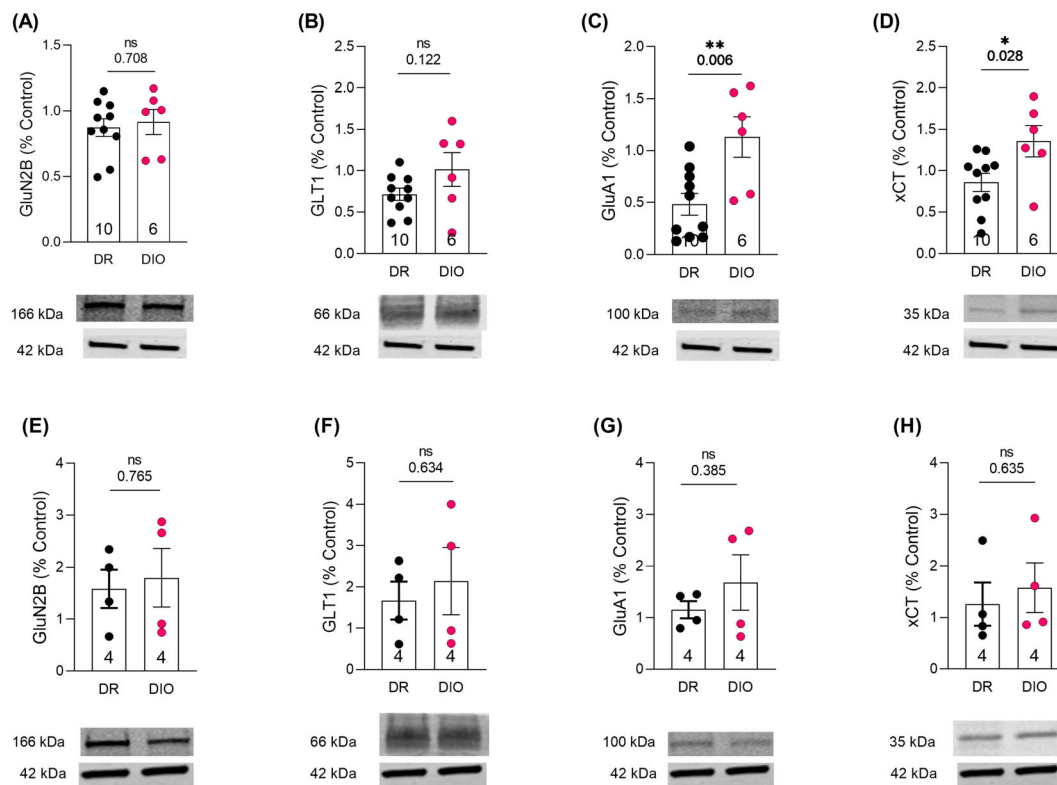 (A)
ns
0.708
GluN2B (% Control)
1.5
1.0
0.5
0.0
10
6
DR
DIO
166 kDa
42 kDa
(B)
ns
0.122
GLT1 (% Control)
2.5
2.0
1.5
1.0
0.5
0.0
10
6
DR
DIO
66 kDa
42 kDa
(C)
**
0.006
GluA1 (% Control)
2.0
1.5
1.0
0.5
0.0
10
6
DR
DIO
100 kDa
42 kDa
(D)
*
0.028
xCT (% Control)
2.5
2.0
1.5
1.0
0.5
0.0
10
6
DR
DIO
35 kDa
42 kDa
(E)
ns
0.765
GluN2B (% Control)
4
3
2
1
0
4
4
DR
DIO
166 kDa
42 kDa
(F)
ns
0.634
GLT1 (% Control)
5
4
3
2
1
0
4
4
DR
DIO
66 kDa
42 kDa
(G)
ns
0.385
GluA1 (% Control)
4
3
2
1
0
4
4
DR
DIO
100 kDa
42 kDa
(H)
ns
0.635
xCT (% Control)
4
3
2
1
0
4
4
DR
DIO
35 kDa
42 kDa